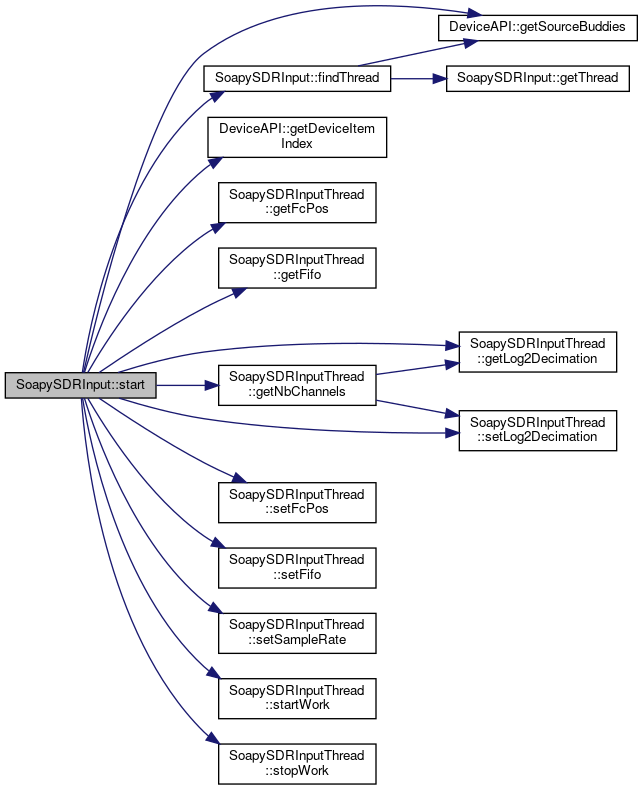 DeviceAPI::getSourceBuddies
SoapySDRInput::findThread
SoapySDRInput::getThread
DeviceAPI::getDeviceItem
Index
SoapySDRInputThread
::getFcPos
SoapySDRInputThread
::getFifo
SoapySDRInputThread
::getLog2Decimation
SoapySDRInput::start
SoapySDRInputThread
::getNbChannels
SoapySDRInputThread
::setLog2Decimation
SoapySDRInputThread
::setFcPos
SoapySDRInputThread
::setFifo
SoapySDRInputThread
::setSampleRate
SoapySDRInputThread
::startWork
SoapySDRInputThread
::stopWork